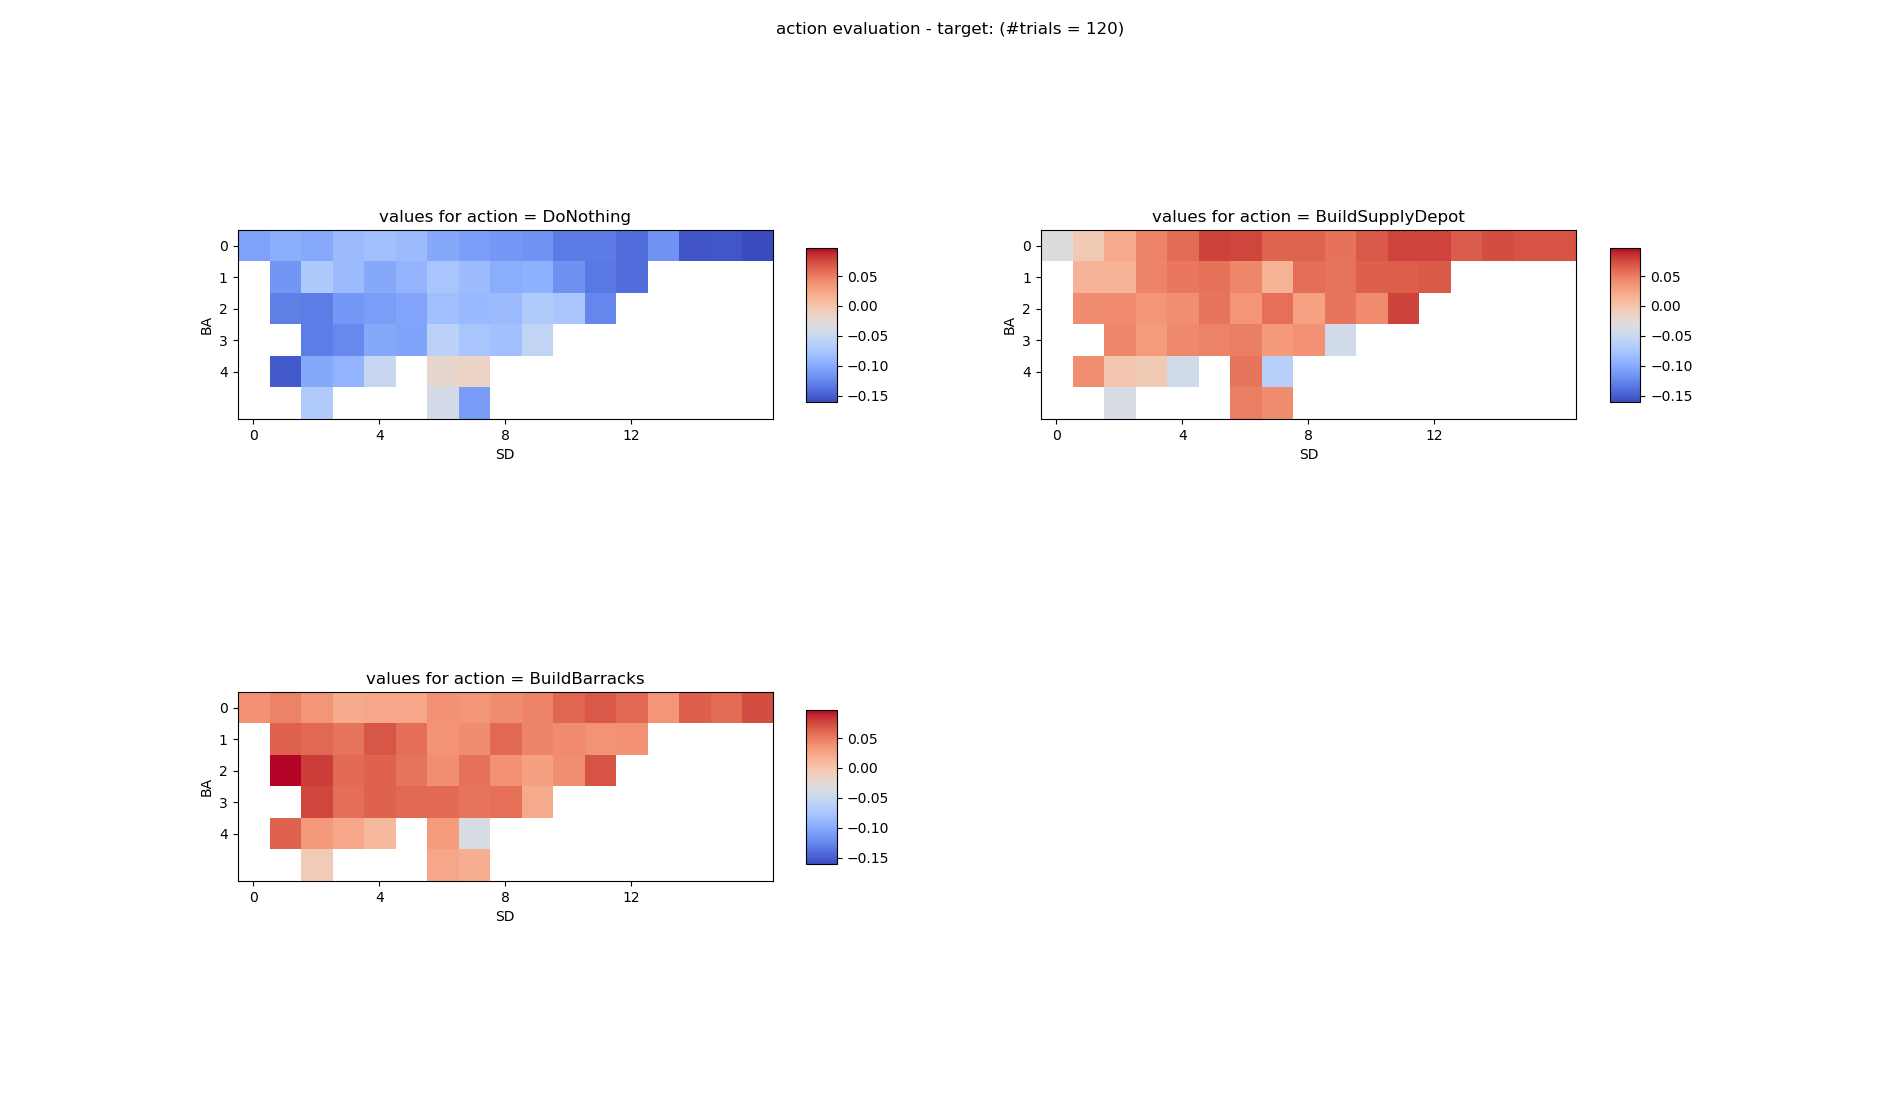 action evaluation - target: (#trials = 120)
values for action = DoNothing
0
1
2
3
4
BA
0 4 8 12
SD
0.05
0.00
−0.05
−0.10
−0.15
values for action = BuildSupplyDepot
0
1
2
3
4
BA
0 4 8 12
SD
0.05
0.00
−0.05
−0.10
−0.15
values for action = BuildBarracks
0
1
2
3
4
BA
0 4 8 12
SD
0.05
0.00
−0.05
−0.10
−0.15